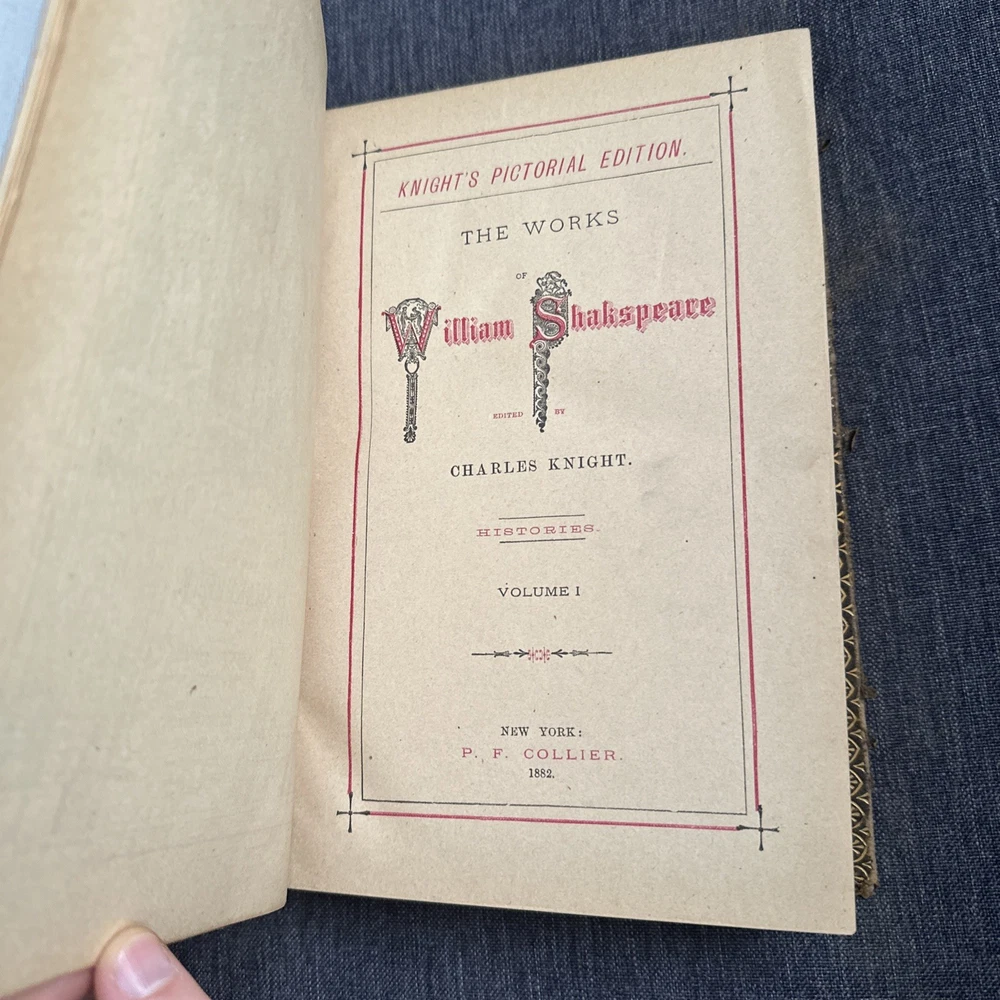 KNIGHT'S PICTORIAL EDITION.
THE WORKS
OF
William Shakspeare
EDITED BY
CHARLES KNIGHT.
HISTORIES.
VOLUME I
NEW YORK:
P. F. COLLIER.
1882.